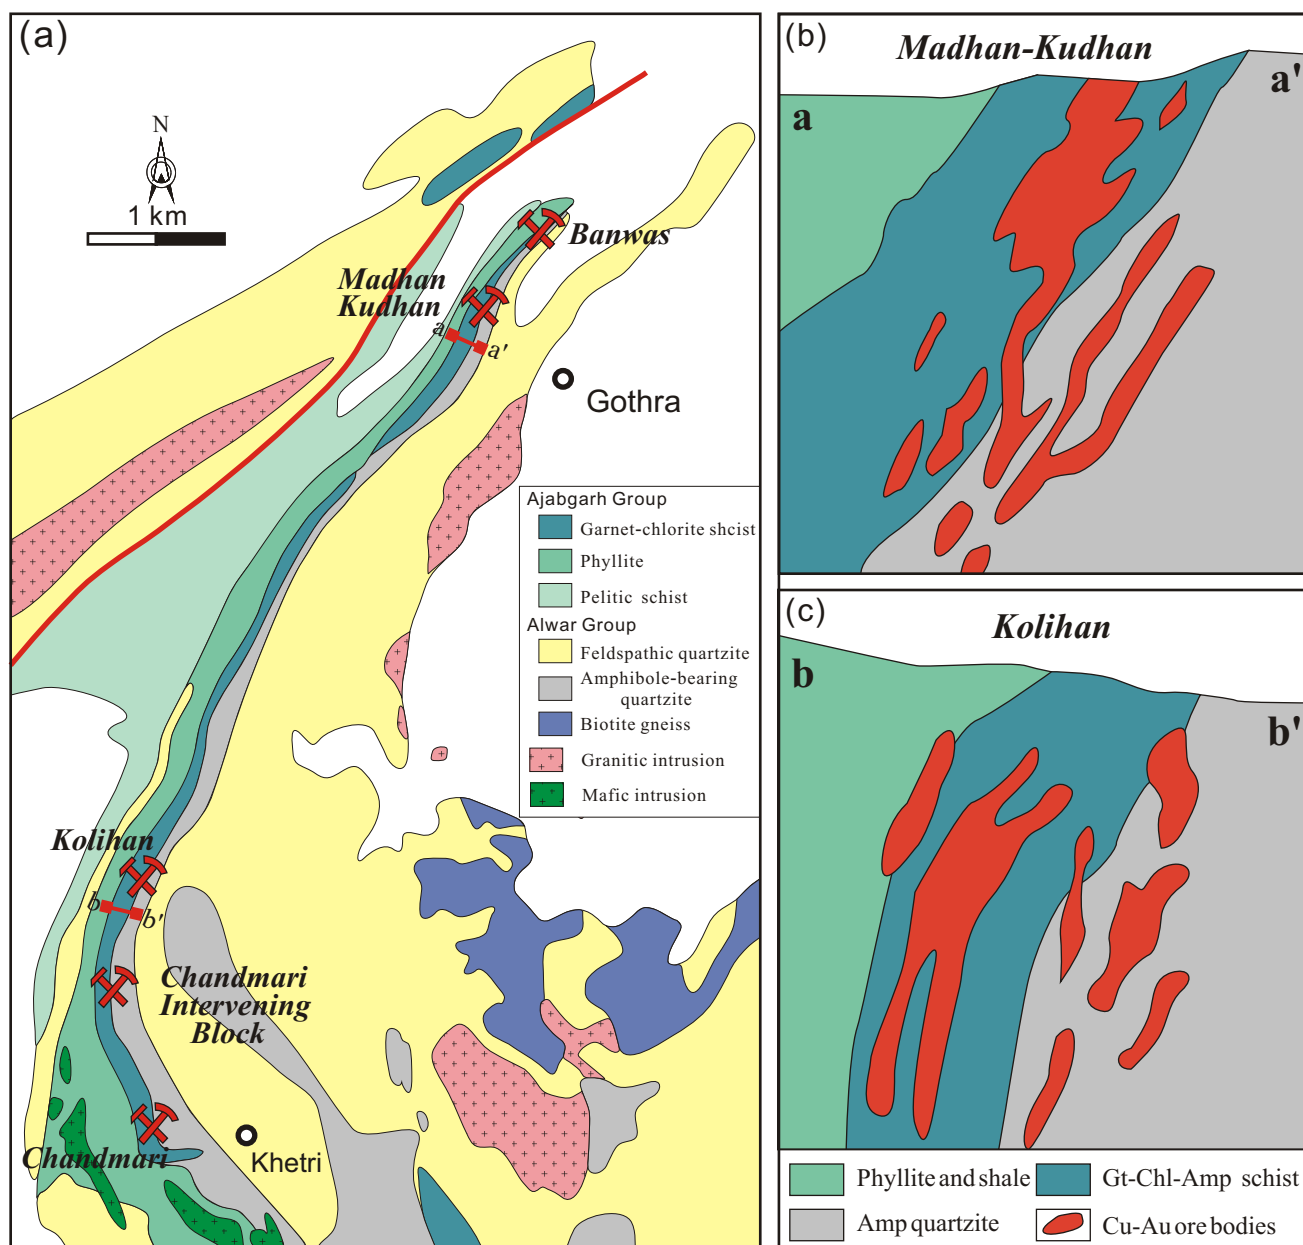 (a)
N
1 km
Banwas
Madhan
Kudhan
a
a'
Gothra
Ajabgarh Group
Garnet-chlorite shcist
Phyllite
Pelitic schist
Alwar Group
Feldspathic quartzite
Amphibole-bearing
quartzite
Biotite gneiss
Granitic intrusion
Mafic intrusion
Kolihan
b
b'
Chandmari
Intervening
Block
Chandmari
Khetri
(b)
Madhan-Kudhan
a
a'
(c)
Kolihan
b
b'
Phyllite and shale
Gt-Chl-Amp schist
Amp quartzite
Cu-Au ore bodies